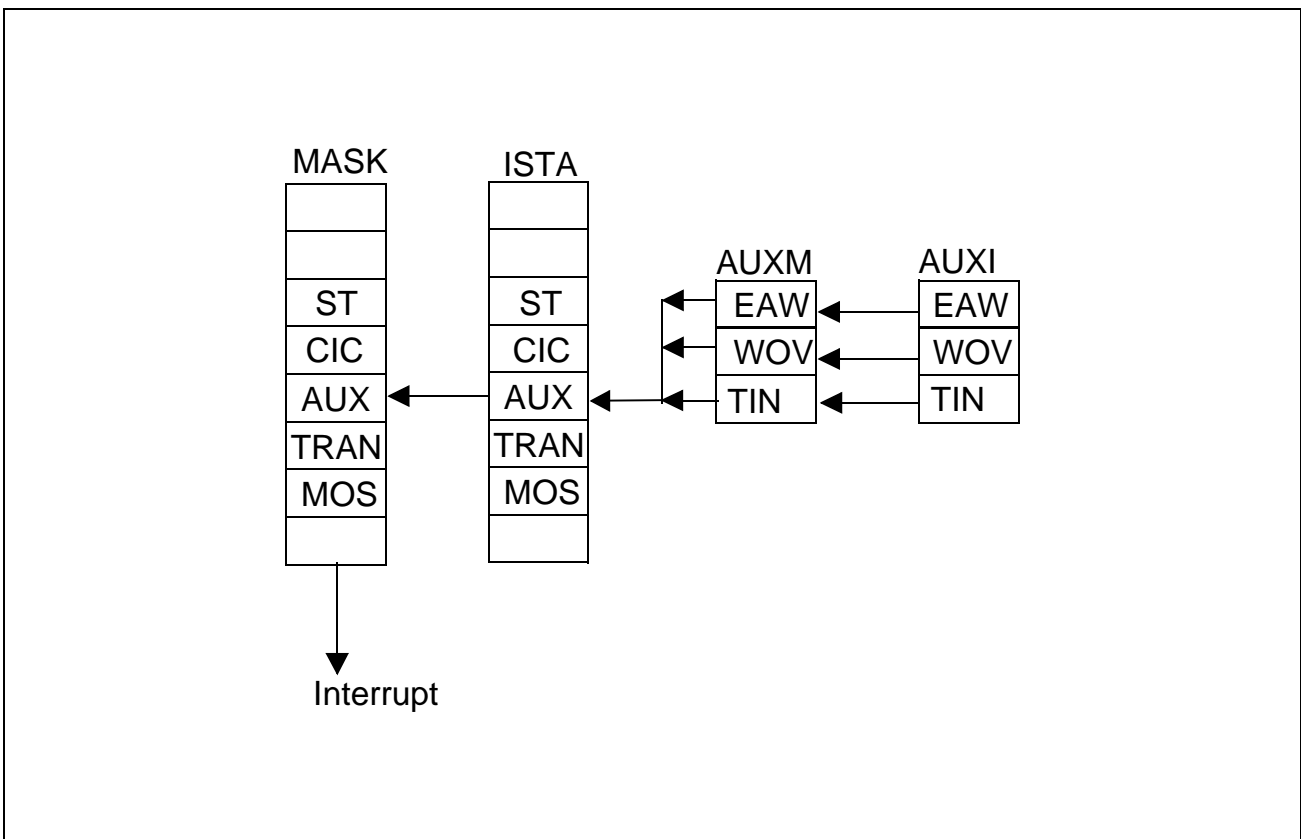 MASK
ST
CIC
AUX
TRAN
MOS
Interrupt
ISTA
ST
CIC
AUX
TRAN
MOS
AUXM
EAW
WOV
TIN
AUXI
EAW
WOV
TIN